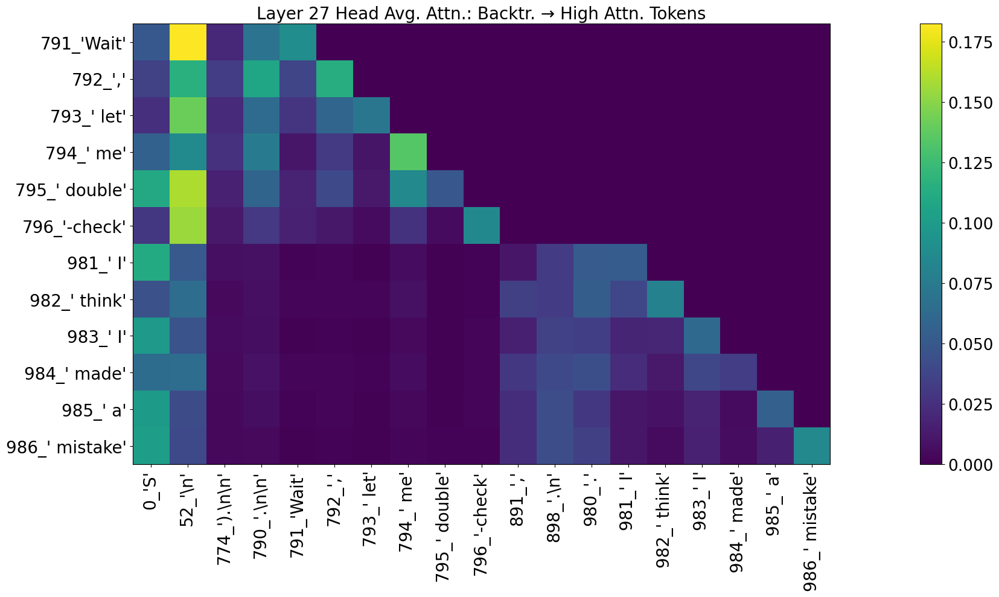 Layer 27 Head Avg. Attn.: Backtr. → High Attn. Tokens
791_'Wait'
792_','
793_' let'
794_' me'
795_' double'
796_'-check'
981_' I'
982_' think'
983_' I'
984_' made'
985_' a'
986_' mistake'
0_'S'
52_'\n'
774_').\n\n'
790_'.\n\n'
791_'Wait'
792_','
793_' let'
794_' me'
795_' double'
796_'-check'
891_','
898_'.\n'
980_'.'
981_' I'
982_' think'
983_' I'
984_' made'
985_' a'
986_' mistake'
0.175
0.150
0.125
0.100
0.075
0.050
0.025
0.000